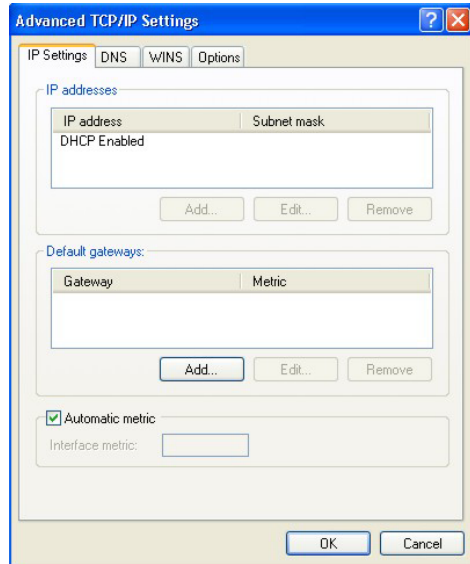 Advanced TCP/IP Settings
IP Settings DNS WINS Options
IP addresses
IP address Subnet mask
DHCP Enabled
Add... Edit... Remove
Default gateways:
Gateway Metric
Add... Edit... Remove
Automatic metric
Interface metric:
OK Cancel